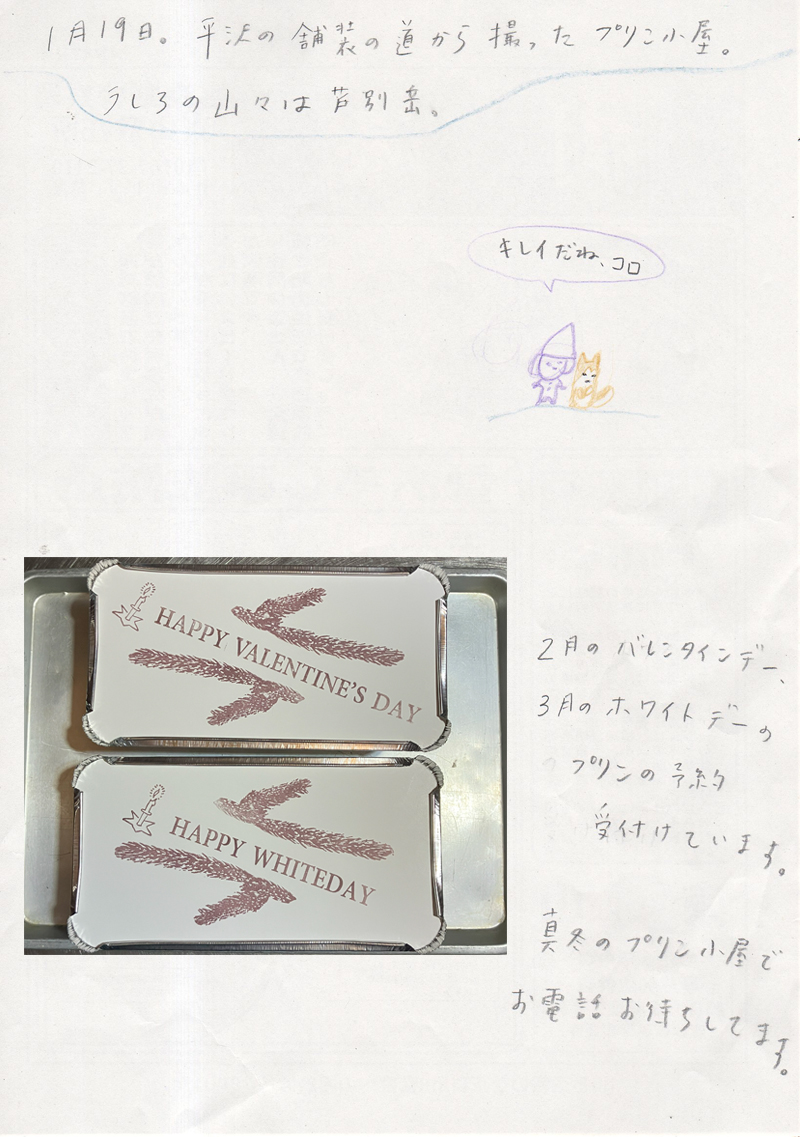 1月19日。平沢の舗装の道から撮ったプリン小屋。
うしろの山々は芦別岳。
キレイだね、コロ
HAPPY VALENTINE'S DAY
HAPPY WHITEDAY
2月のバレンタインデー、
3月のホワイトデーの
プリンの予約
受付けています。
真冬のプリン小屋で
お電話お待ちしてます。